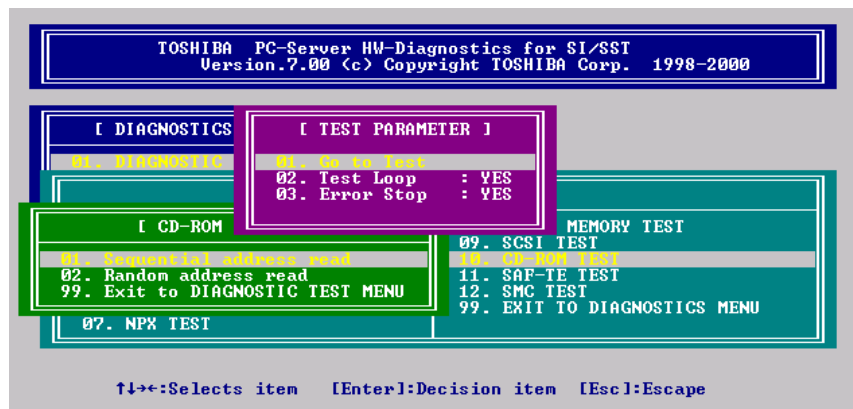 TOSHIBA PC-Server HW-Diagnostics for SI/SST
Version.7.00 (c) Copyright TOSHIBA Corp. 1998-2000
[ DIAGNOSTICS
01. DIAGNOSTIC
[ TEST PARAMETER ]
01. Go to Test
02. Test Loop : YES
03. Error Stop : YES
[ CD-ROM
01. Sequential address read
02. Random address read
99. Exit to DIAGNOSTIC TEST MENU
07. NPX TEST
MEMORY TEST
09. SCSI TEST
10. CD-ROM TEST
11. SAF-TE TEST
12. SMC TEST
99. EXIT TO DIAGNOSTICS MENU
↑↓→←:Selects item [Enter]:Decision item [Esc]:Escape